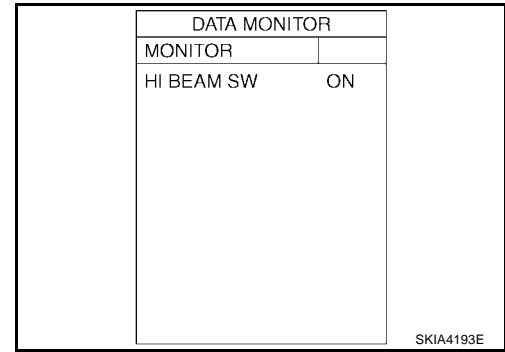 DATA MONITOR
MONITOR
HI BEAM SW ON
SKIA4193E